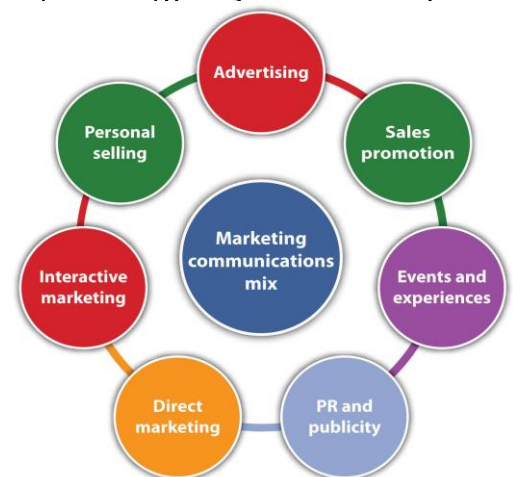 Advertising
Sales
promotion
Events and
experiences
PR and
publicity
Direct
marketing
Interactive
marketing
Personal
selling
Marketing
communications
mix